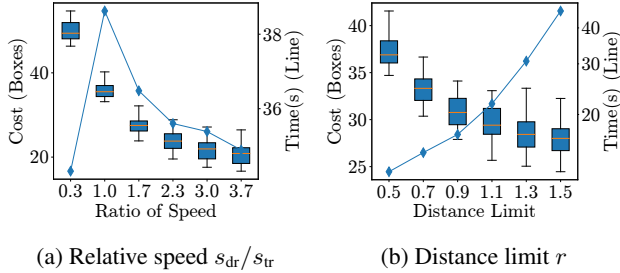 Cost (Boxes)
40
20
38
36
Time(s) (Line)
0.3 1.0 1.7 2.3 3.0 3.7
Ratio of Speed
(a) Relative speed s_dr/s_tr
Cost (Boxes)
40
35
30
25
40
30
20
Time(s) (Line)
0.5 0.7 0.9 1.1 1.3 1.5
Distance Limit
(b) Distance limit r